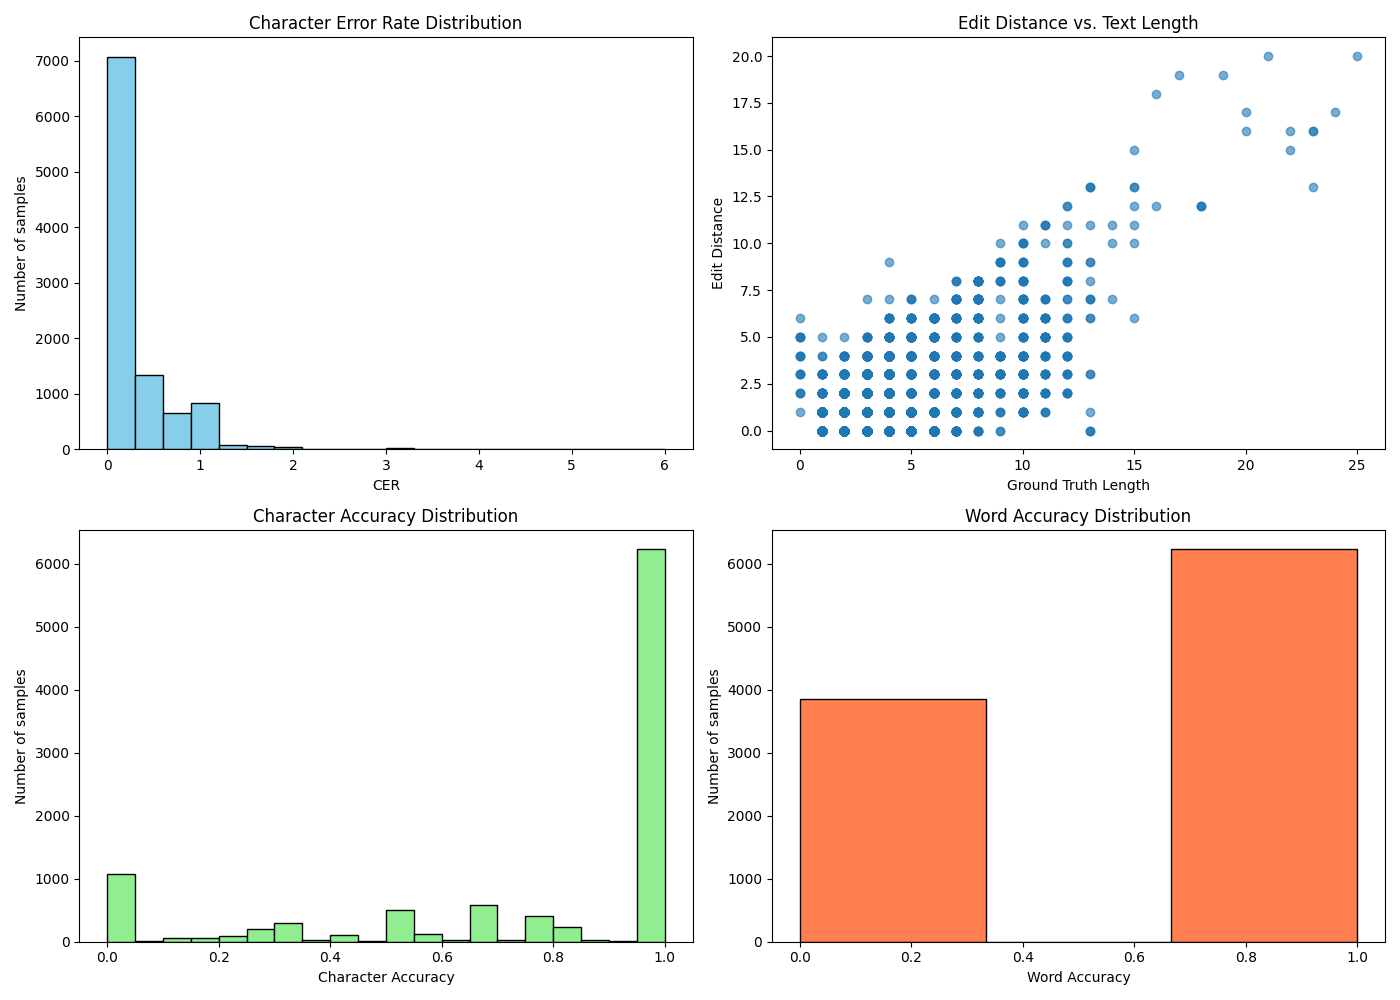 Character Error Rate Distribution
7000
6000
5000
4000
3000
2000
1000
0
Number of samples
0 1 2 3 4 5 6
CER
Edit Distance vs. Text Length
20.0
17.5
15.0
12.5
10.0
7.5
5.0
2.5
0.0
Edit Distance
0 5 10 15 20 25
Ground Truth Length
Character Accuracy Distribution
6000
5000
4000
3000
2000
1000
0
Number of samples
0.0 0.2 0.4 0.6 0.8 1.0
Character Accuracy
Word Accuracy Distribution
6000
5000
4000
3000
2000
1000
0
Number of samples
0.0 0.2 0.4 0.6 0.8 1.0
Word Accuracy